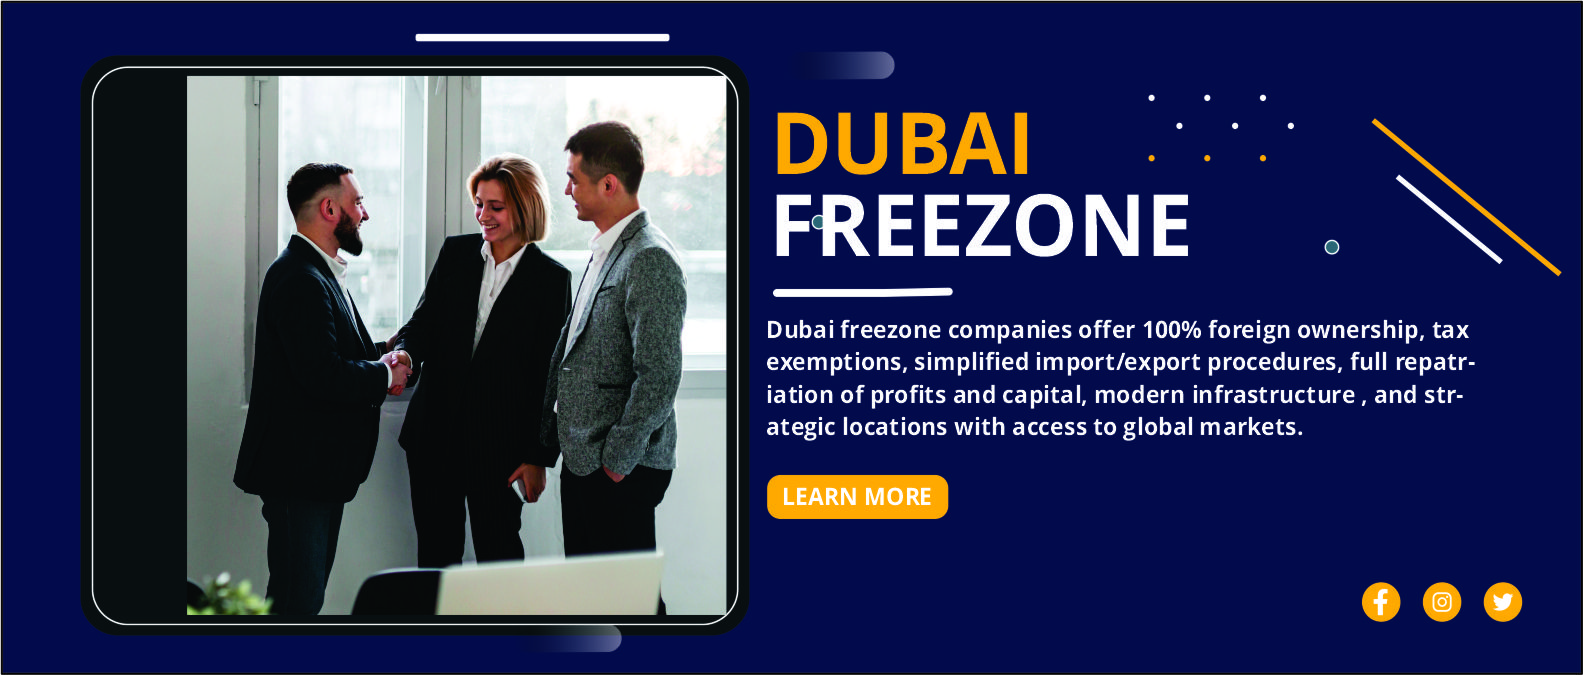 DUBAI
FREEZONE
Dubai freezone companies offer 100% foreign ownership, tax
exemptions, simplified import/export procedures, full repatr-
iation of profits and capital, modern infrastructure , and str-
ategic locations with access to global markets.
LEARN MORE